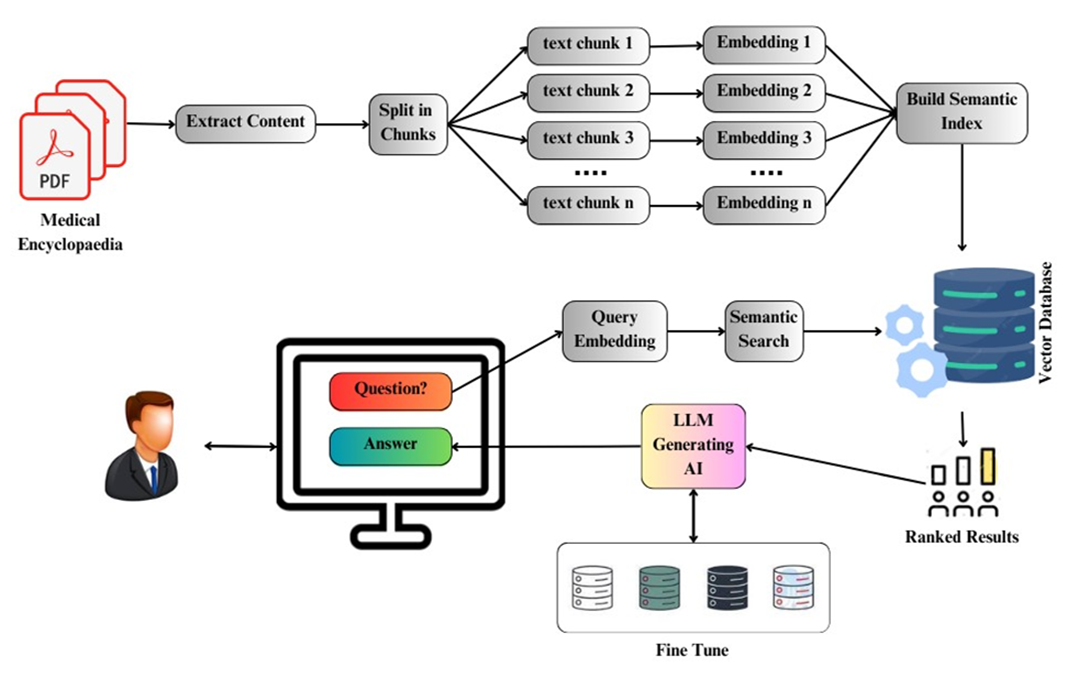 text chunk 1
Embedding 1
text chunk 2
Embedding 2
Build Semantic
Index
Extract Content
Split in
Chunks
text chunk 3
Embedding 3
....
....
PDF
text chunk n
Embedding n
Medical
Encyclopaedia
Vector Database
Query
Embedding
Semantic
Search
Question?
Answer
LLM
Generating
AI
Ranked Results
Fine Tune